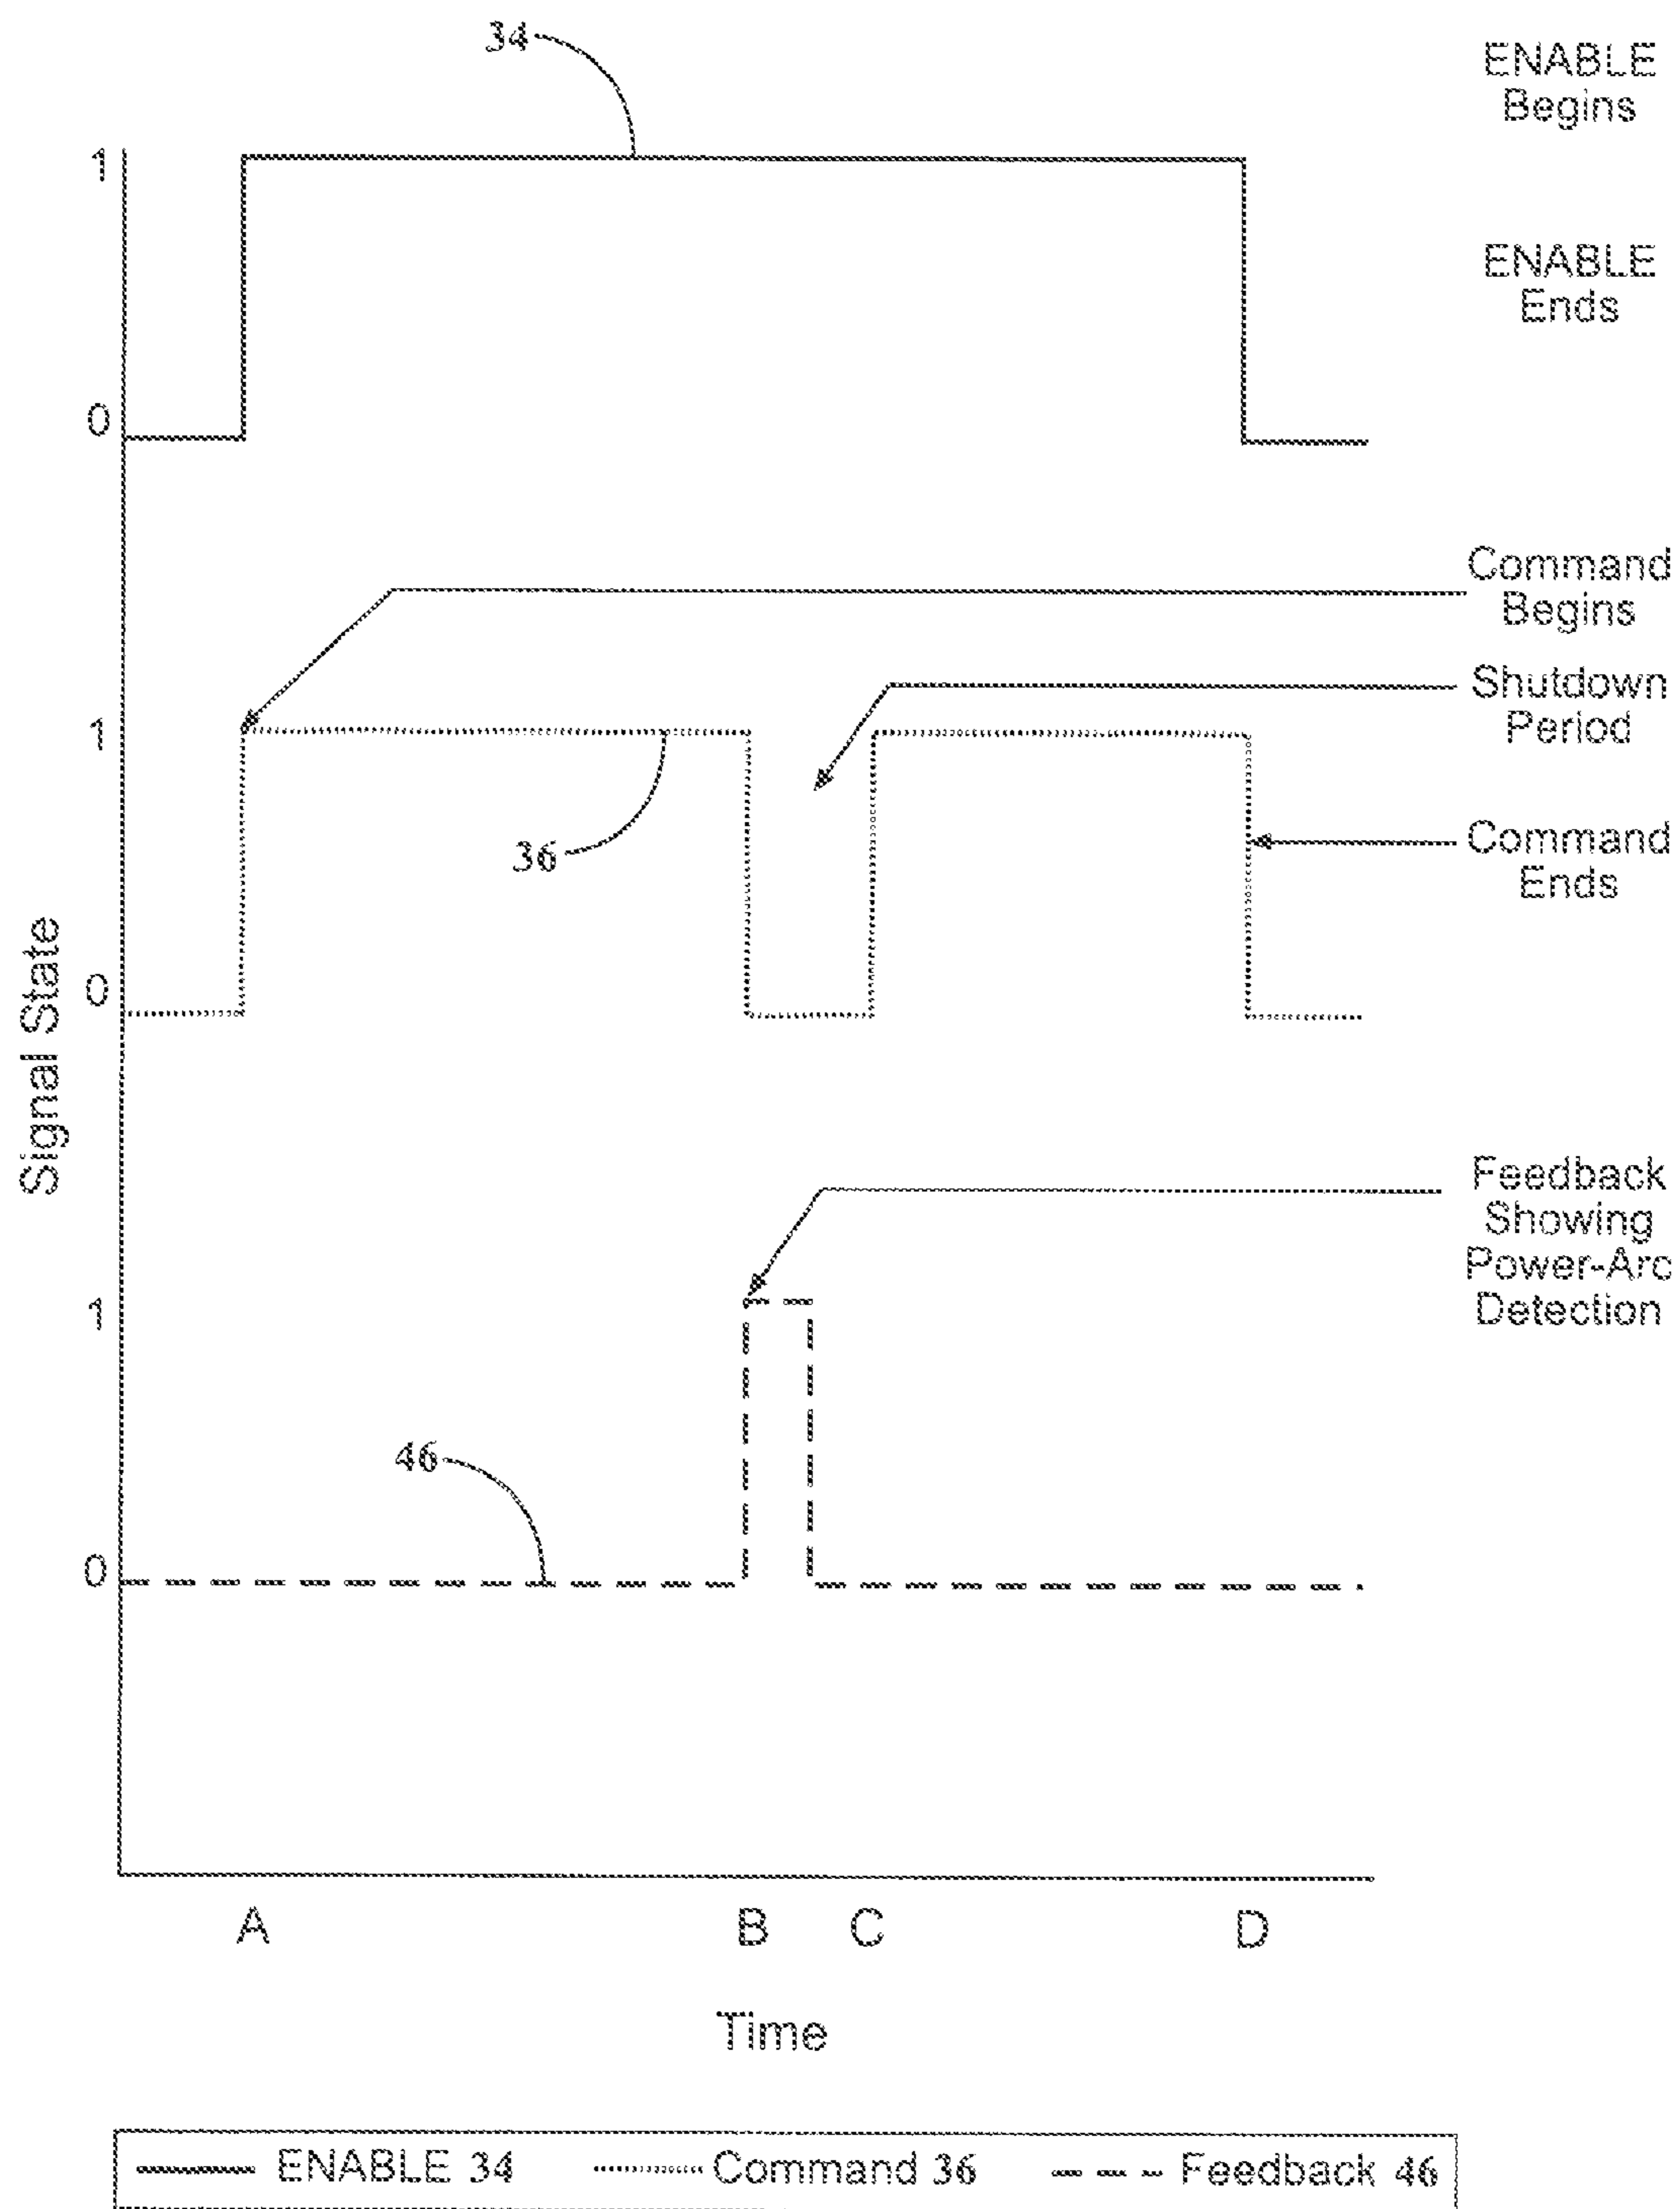 34
ENABLE
Begins
1
ENABLE
Ends
0
Command
Begins
Shutdown
Period
1
36
Command
Ends
0
Signal State
Feedback
Showing
Power-Arc
Detection
1
46
0
A B C D
Time
ENABLE 34 Command 36 Feedback 46